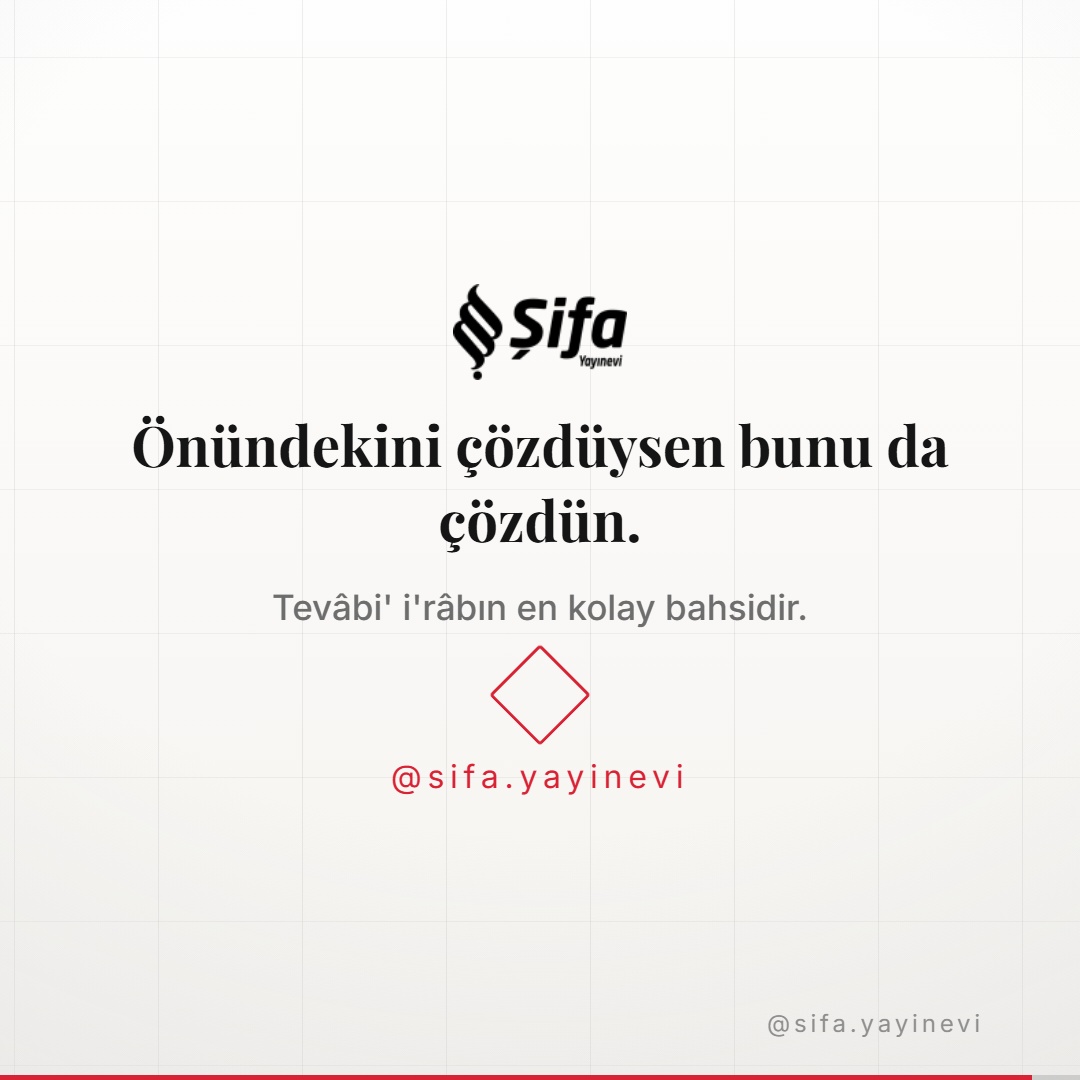 Şifa
Yayınevi
Önündekini çözdüysen bunu da
çözdün.
Tevâbi' i'râbın en kolay bahsidir.
@sifa.yayinevi
@sifa.yayinevi